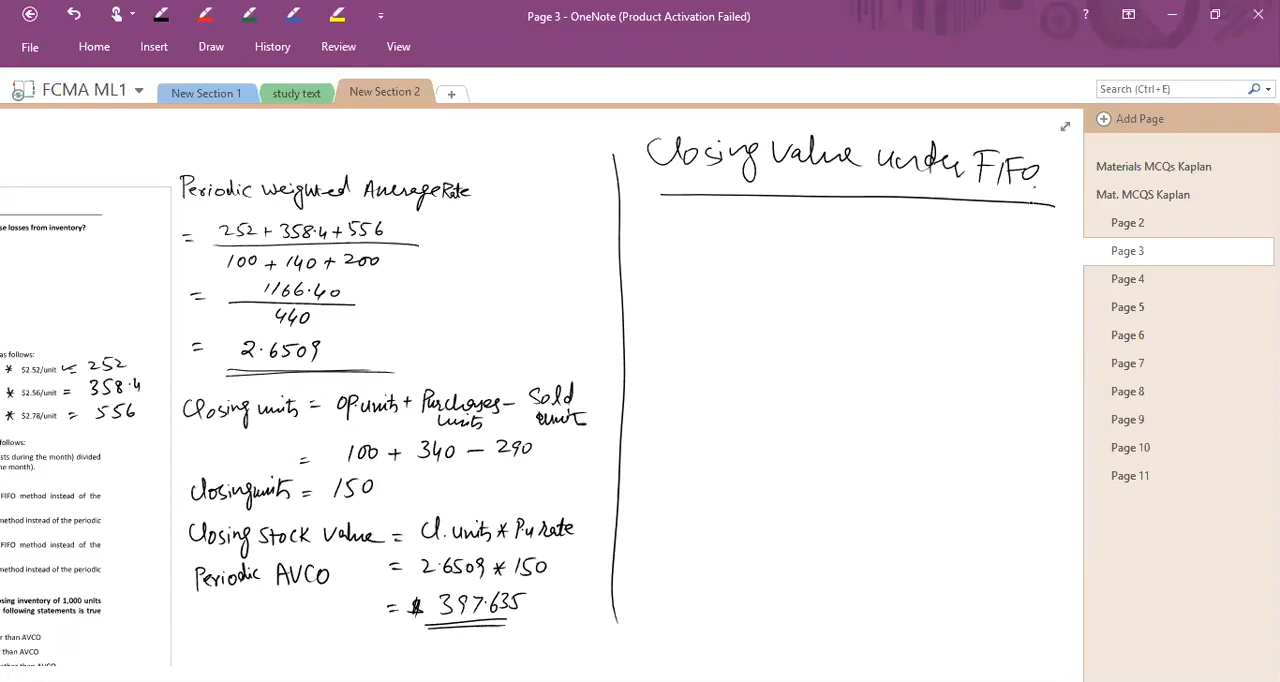 Page 3 - OneNote (Product Activation Failed)
File Home Insert Draw History Review View
FCMA ML1 New Section 1 study text New Section 2
Search (Ctrl+E)
Add Page
Materials MCQs Kaplan
Mat. MCQS Kaplan
Page 2
Page 3
Page 4
Page 5
Page 6
Page 7
Page 8
Page 9
Page 10
Page 11
se losses from inventory?
as follows:
* $2.52/unit = 252
* $2.56/unit = 358.4
* $2.78/unit = 556
follows:
sts during the month) divided
he month).
FIFO method instead of the
method instead of the periodic
FIFO method instead of the
method instead of the periodic
osing inventory of 1,000 units
following statements is true
er than AVCO
than AVCO
Periodic Weighted Average Rate
= 252 + 358.4 + 556
100 + 140 + 200
= 1166.40
440
= 2.6509
Closing units = OP.units + Purchases units - Sold unit
= 100 + 340 - 290
Closing units = 150
Closing Stock Value = Cl. units * P.u rate
Periodic AVCO = 2.6509 * 150
= $ 397.635
Closing Value under FIFO.